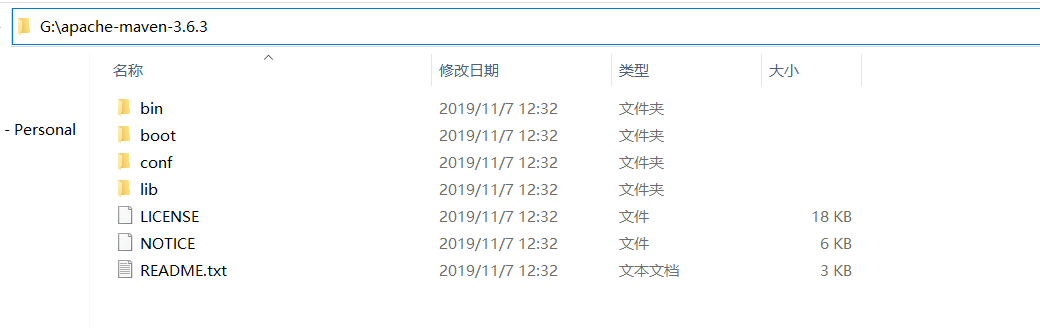 G:\apache-maven-3.6.3
名称 修改日期 类型 大小
bin 2019/11/7 12:32 文件夹
- Personal
boot 2019/11/7 12:32 文件夹
conf 2019/11/7 12:32 文件夹
lib 2019/11/7 12:32 文件夹
LICENSE 2019/11/7 12:32 文件 18 KB
NOTICE 2019/11/7 12:32 文件 6 KB
README.txt 2019/11/7 12:32 文本文档 3 KB